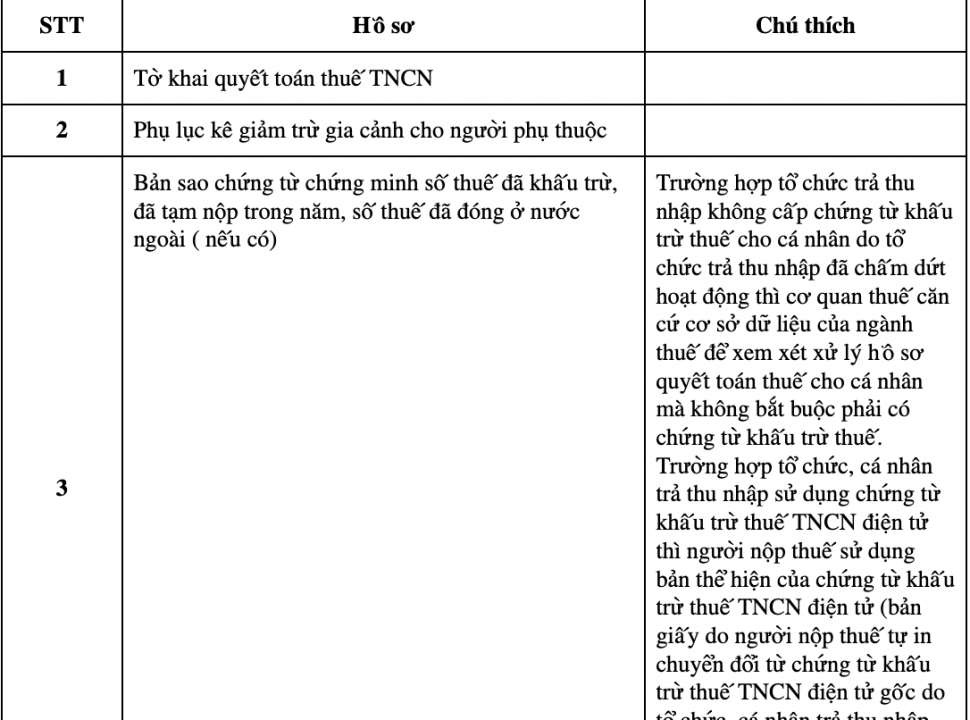 STT Hồ sơ Chú thích
1 Tờ khai quyết toán thuế TNCN
2 Phụ lục kê giảm trừ gia cảnh cho người phụ thuộc
3
Bản sao chứng từ chứng minh số thuế đã khấu trừ,
đã tạm nộp trong năm, số thuế đã đóng ở nước
ngoài ( nếu có)
Trường hợp tổ chức trả thu
nhập không cấp chứng từ khấu
trừ thuế cho cá nhân do tổ
chức trả thu nhập đã chấm dứt
hoạt động thì cơ quan thuế căn
cứ cơ sở dữ liệu của ngành
thuế để xem xét xử lý hồ sơ
quyết toán thuế cho cá nhân
mà không bắt buộc phải có
chứng từ khấu trừ thuế.
Trường hợp tổ chức, cá nhân
trả thu nhập sử dụng chứng từ
khấu trừ thuế TNCN điện tử
thì người nộp thuế sử dụng
bản thể hiện của chứng từ khấu
trừ thuế TNCN điện tử (bản
giấy do người nộp thuế tự in
chuyển đổi từ chứng từ khấu
trừ thuế TNCN điện tử gốc do
tổ chức, cá nhân trả thu nhập